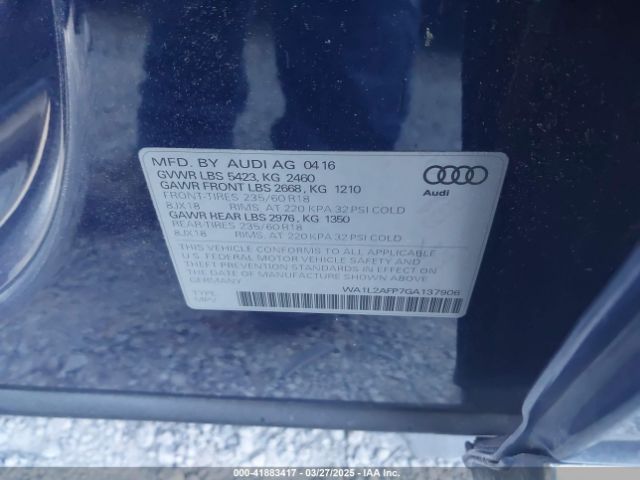 MFD. BY AUDI AG 0416
GVWR LBS 5423, KG 2460
GAWR FRONT LBS 2668, KG 1210
FRONT-TIRES 235/60 R18
8JX18 RIMS, AT 220 KPA 32 PSI COLD
GAWR REAR LBS 2976, KG 1350
REAR-TIRES 235/60 R18
8JX18 RIMS, AT 220 KPA 32 PSI COLD
THIS VEHICLE CONFORMS TO ALL APPLICABLE
U.S. FEDERAL MOTOR VEHICLE SAFETY AND
THEFT PREVENTION STANDARDS IN EFFECT
ON THE DATE OF MANUFACTURE SHOWN ABOVE
GERMANY
WA1L2AFP7GA137906
TYPE:
MPV
Audi
000-41883417 - 03/27/2025 - IAA Inc.